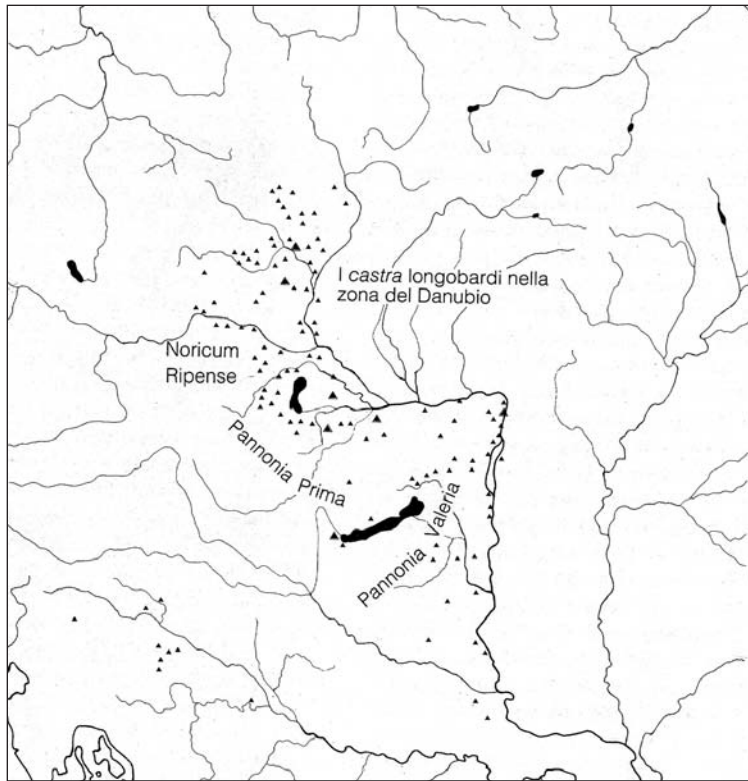 I castra longobardi nella
zona del Danubio
Noricum
Ripense
Pannonia Prima
Pannonia Valeria